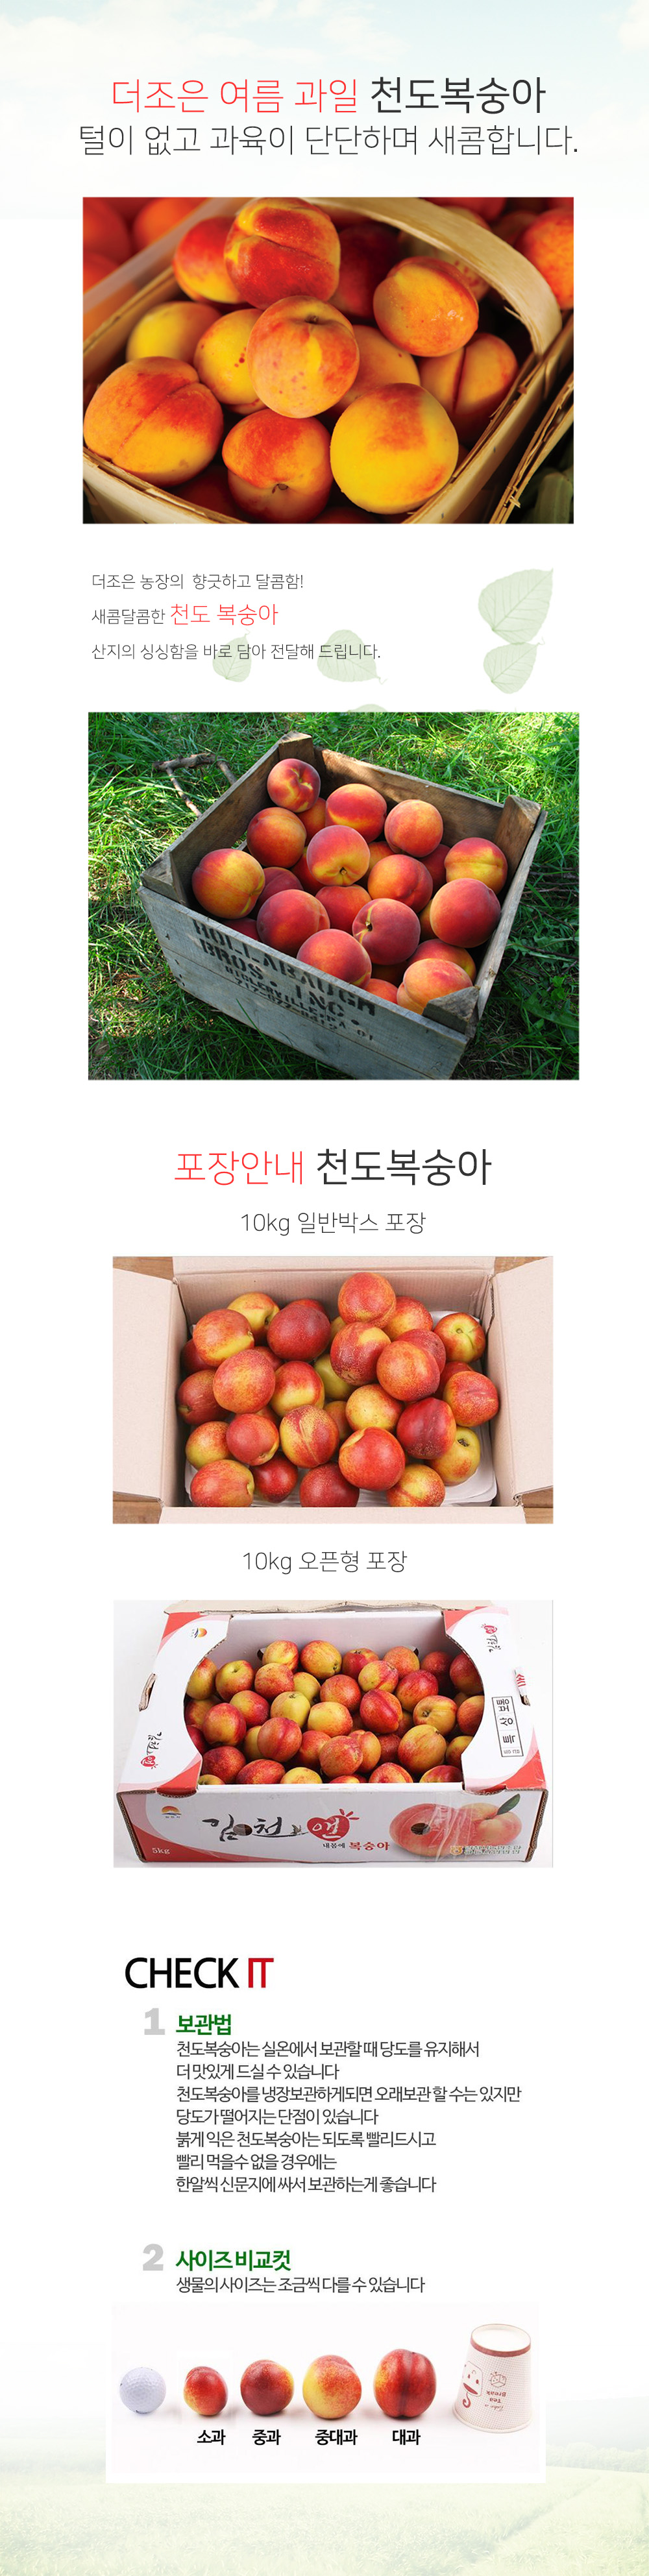 더조은 여름 과일 천도복숭아
털이 없고 과육이 단단하며 새콤합니다.
더조은 농장의 향긋하고 달콤함!
새콤달콤한 천도 복숭아
산지의 싱싱함을 바로 담아 전달해 드립니다.
BROS. INC.
포장안내 천도복숭아
10kg 일반박스 포장
10kg 오픈형 포장
김천앤
내몸에 복숭아
5kg
CHECK IT
1 보관법
천도복숭아는 실온에서 보관할 때 당도를 유지해서
더 맛있게 드실 수 있습니다
천도복숭아를 냉장보관하게되면 오래보관 할 수는 있지만
당도가 떨어지는 단점이 있습니다
붉게 익은 천도복숭아는 되도록 빨리드시고
빨리 먹을수 없을 경우에는
한알씩 신문지에 싸서 보관하는게 좋습니다
2 사이즈 비교컷
생물의 사이즈는 조금씩 다를 수 있습니다
Tea
Break
소과 중과 중대과 대과